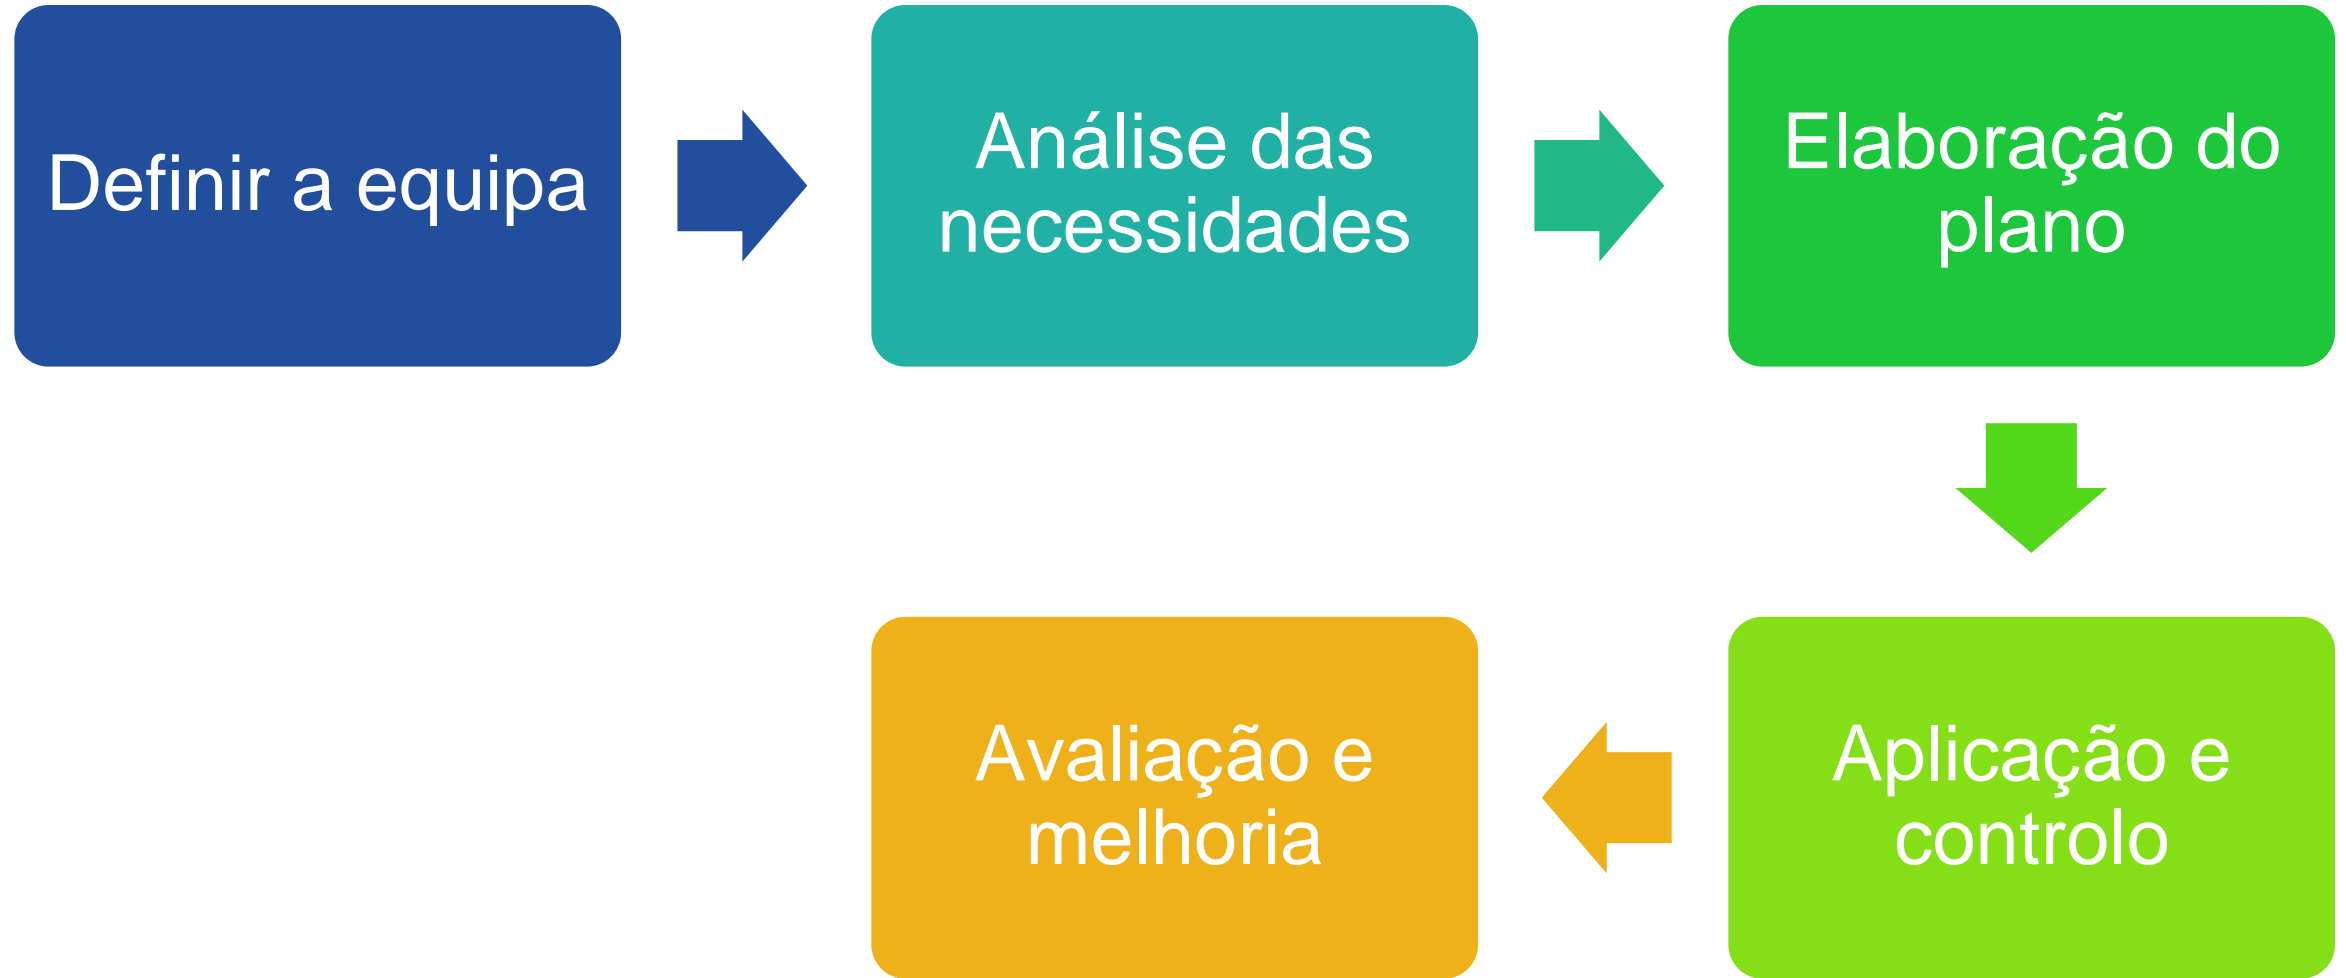 Definir a equipa
Análise das
necessidades
Elaboração do
plano
Aplicação e
controlo
Avaliação e
melhoria